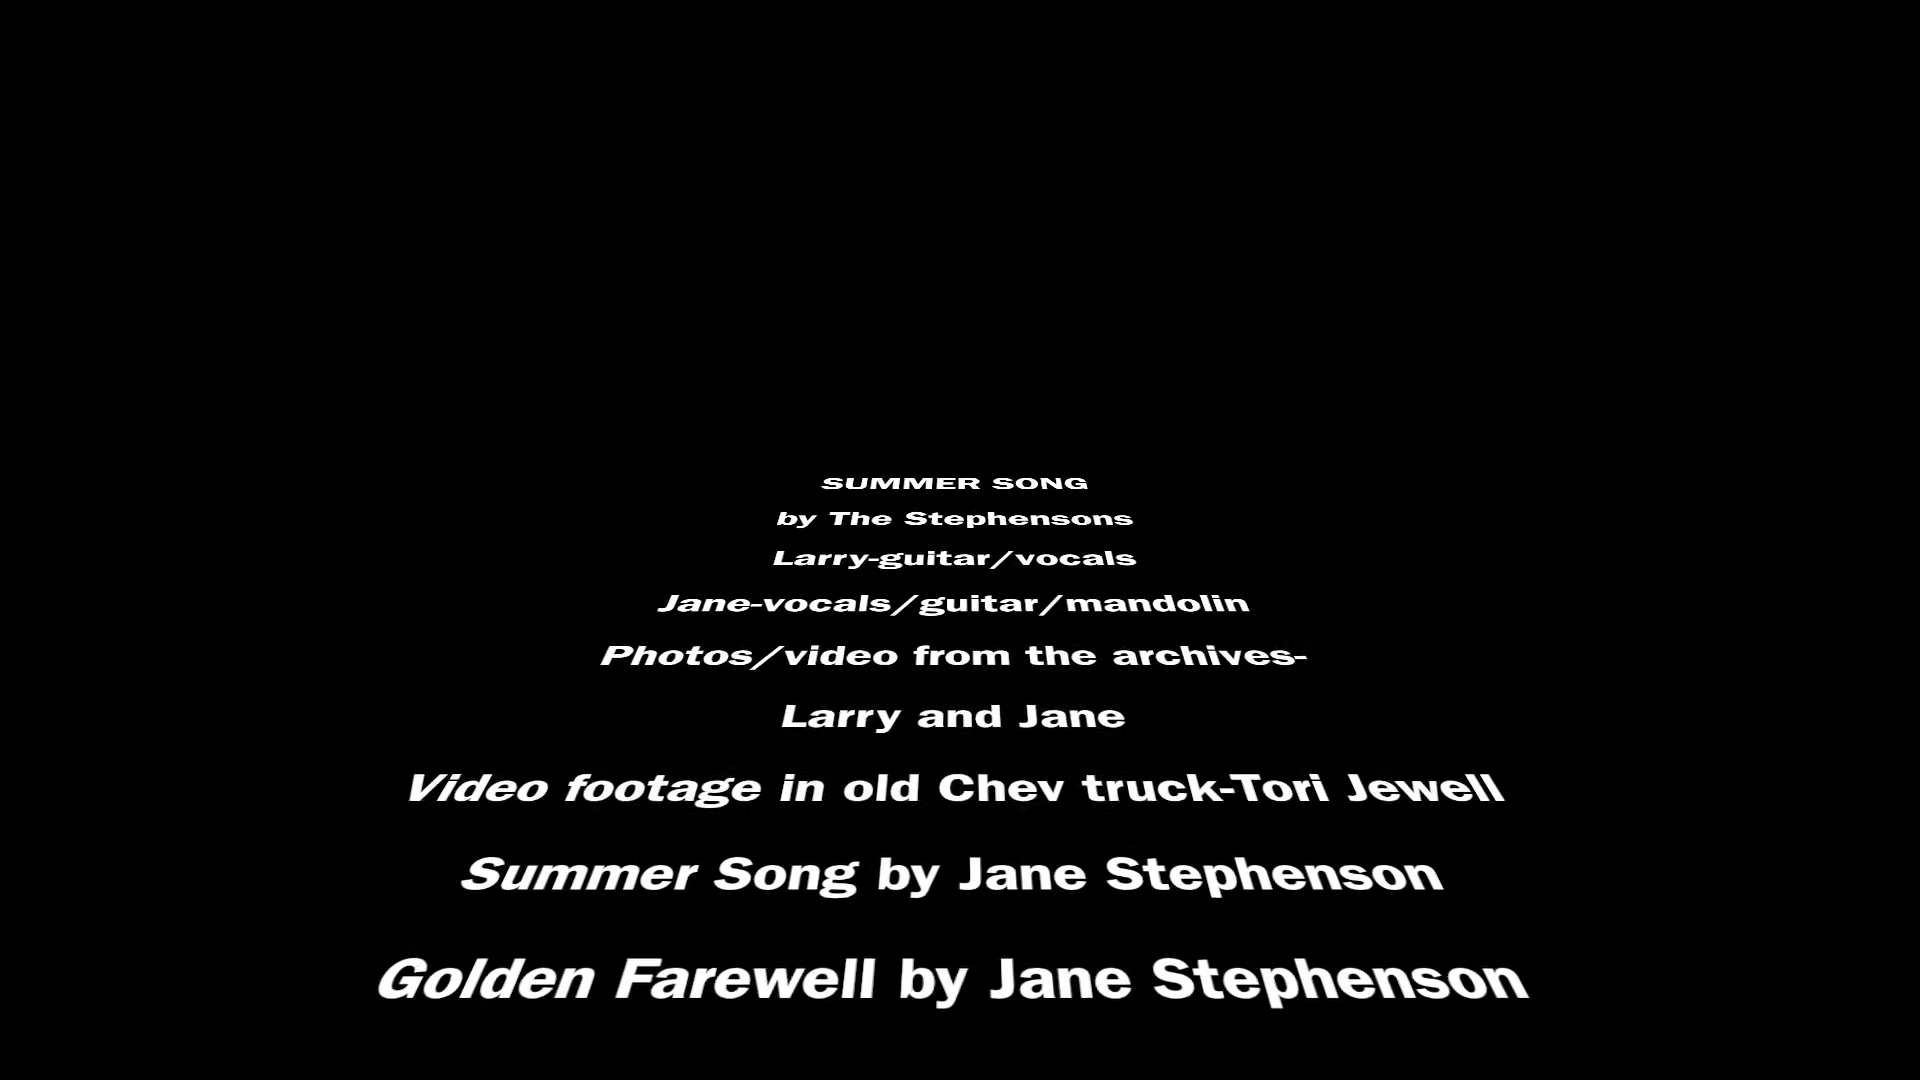 SUMMER SONG
by The Stephensons
Larry-guitar/vocals
Jane-vocals/guitar/mandolin
Photos/video from the archives-
Larry and Jane
Video footage in old Chev truck-Tori Jewell
Summer Song by Jane Stephenson
Golden Farewell by Jane Stephenson